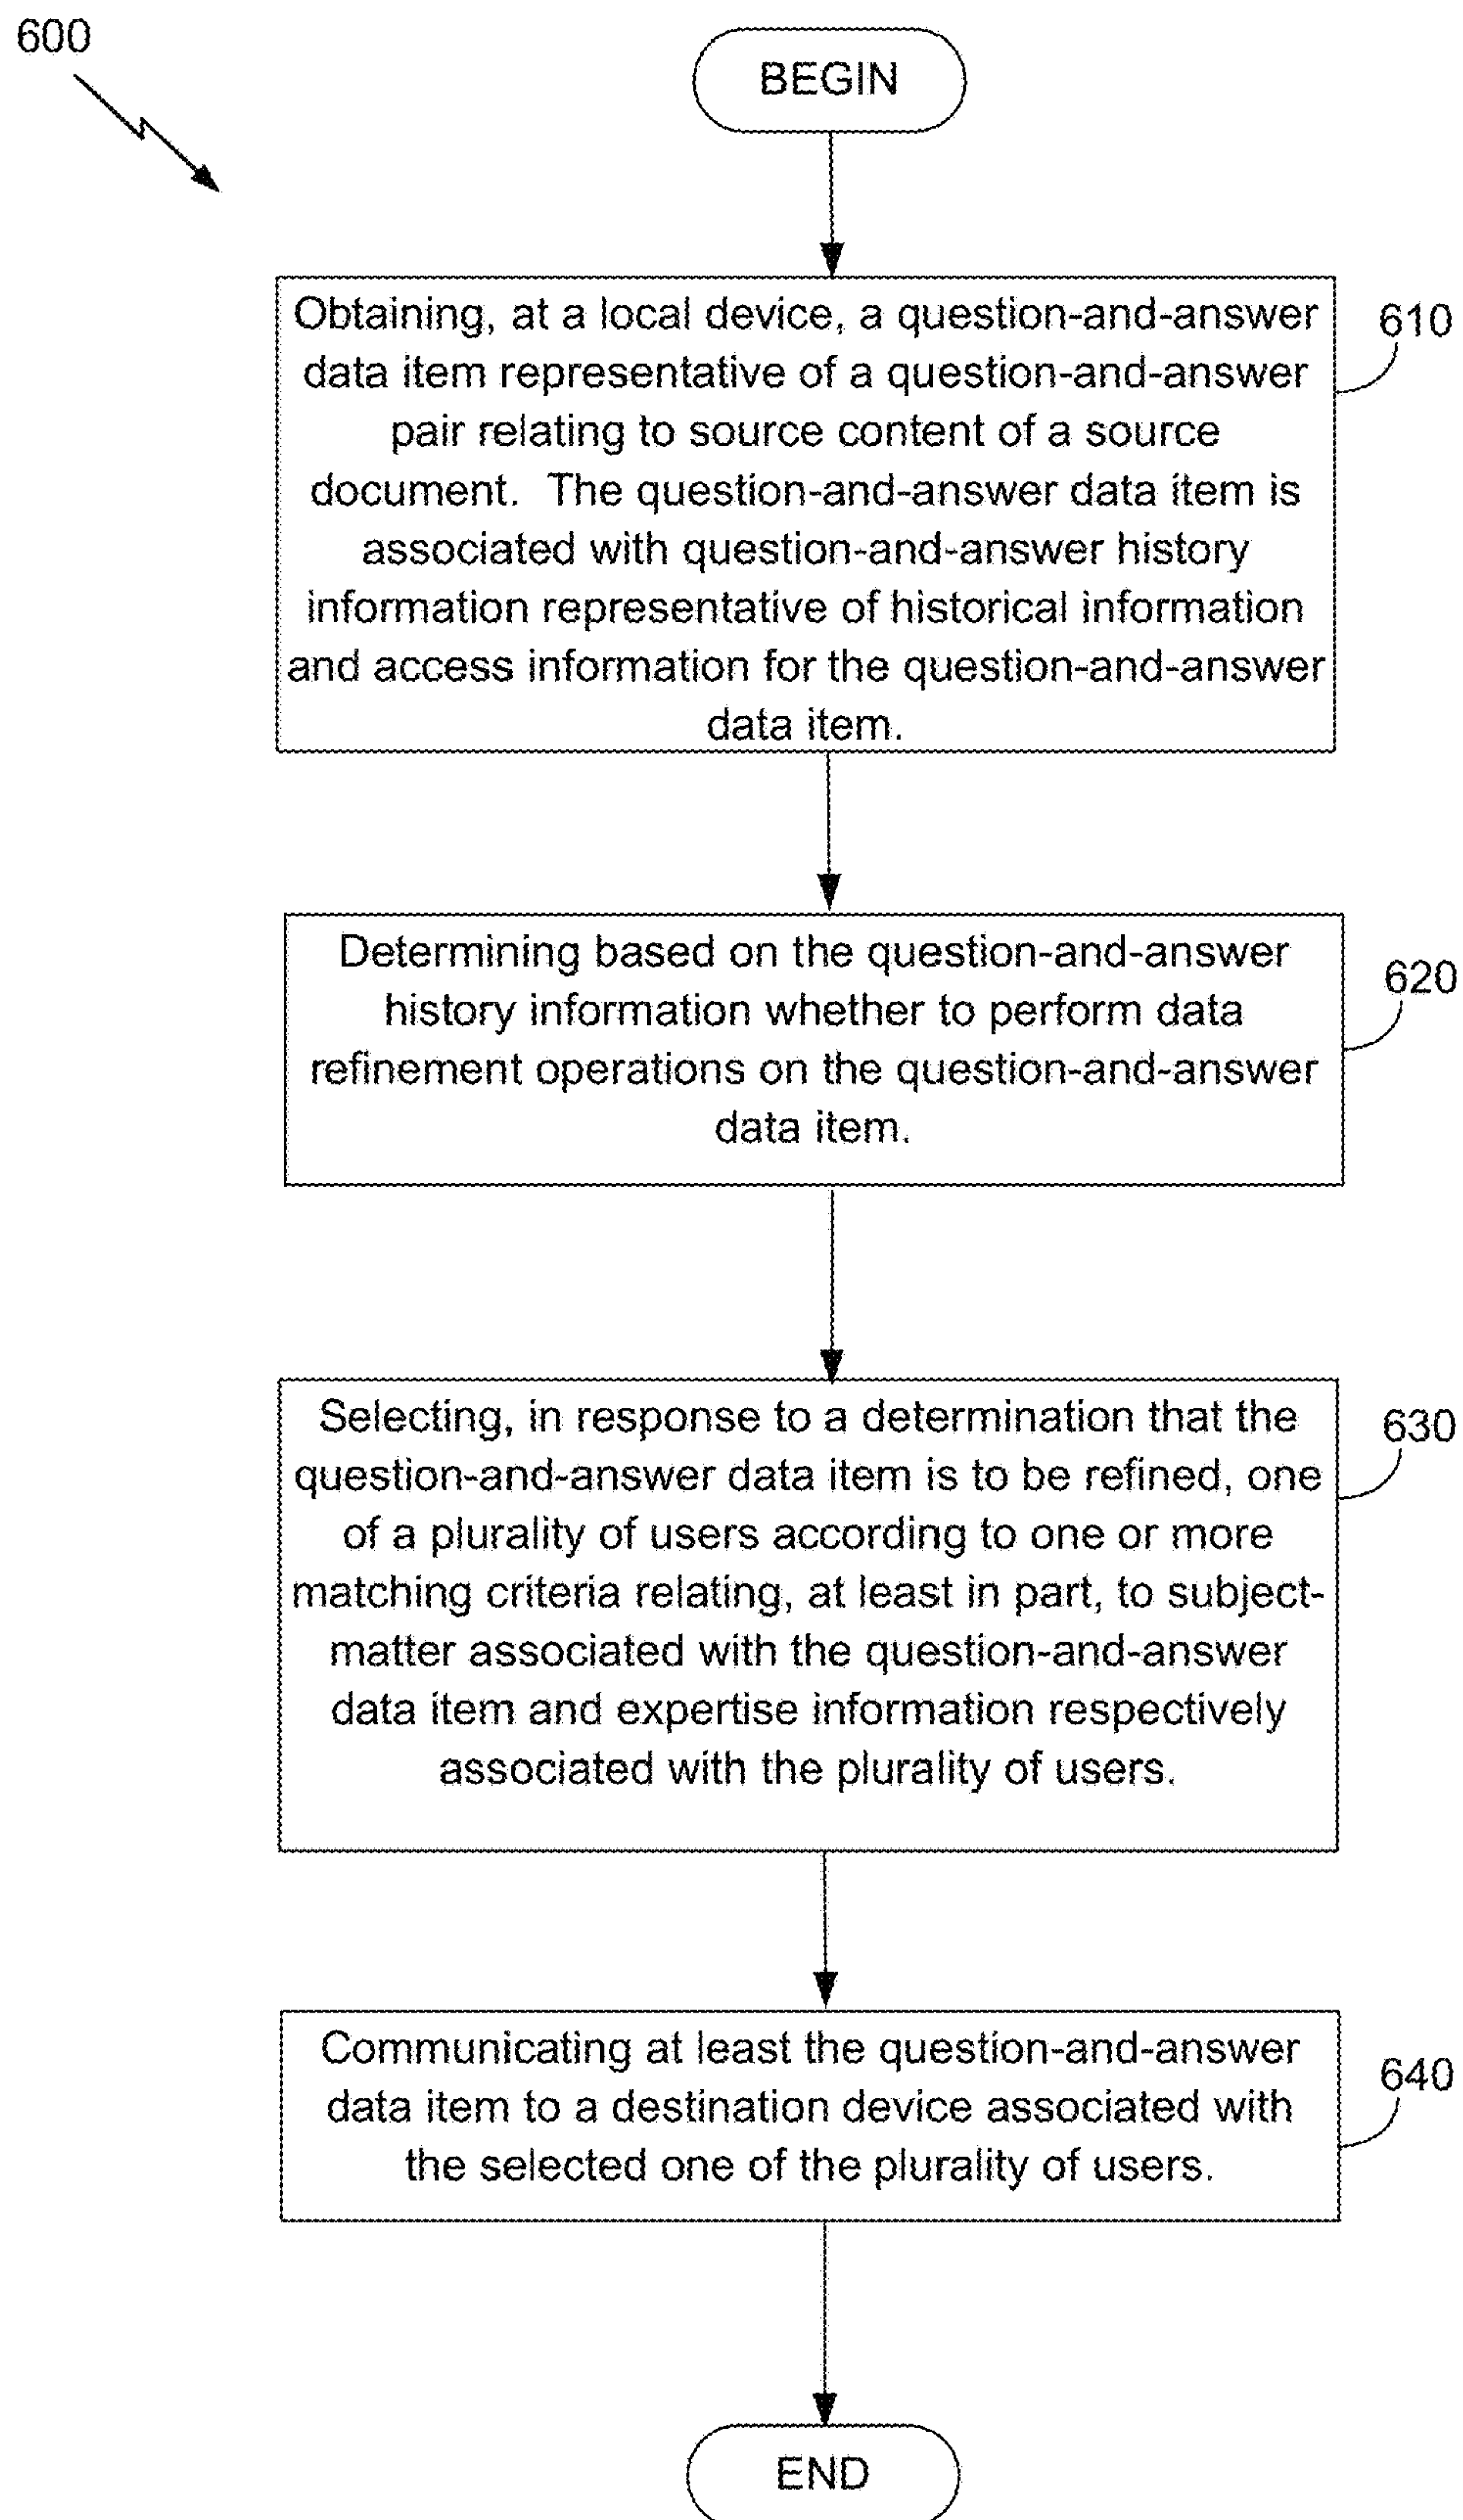 600
BEGIN
Obtaining, at a local device, a question-and-answer
data item representative of a question-and-answer
pair relating to source content of a source
document. The question-and-answer data item is
associated with question-and-answer history
information representative of historical information
and access information for the question-and-answer
data item.
610
Determining based on the question-and-answer
history information whether to perform data
refinement operations on the question-and-answer
data item.
620
Selecting, in response to a determination that the
question-and-answer data item is to be refined, one
of a plurality of users according to one or more
matching criteria relating, at least in part, to subject-
matter associated with the question-and-answer
data item and expertise information respectively
associated with the plurality of users.
630
Communicating at least the question-and-answer
data item to a destination device associated with
the selected one of the plurality of users.
640
END